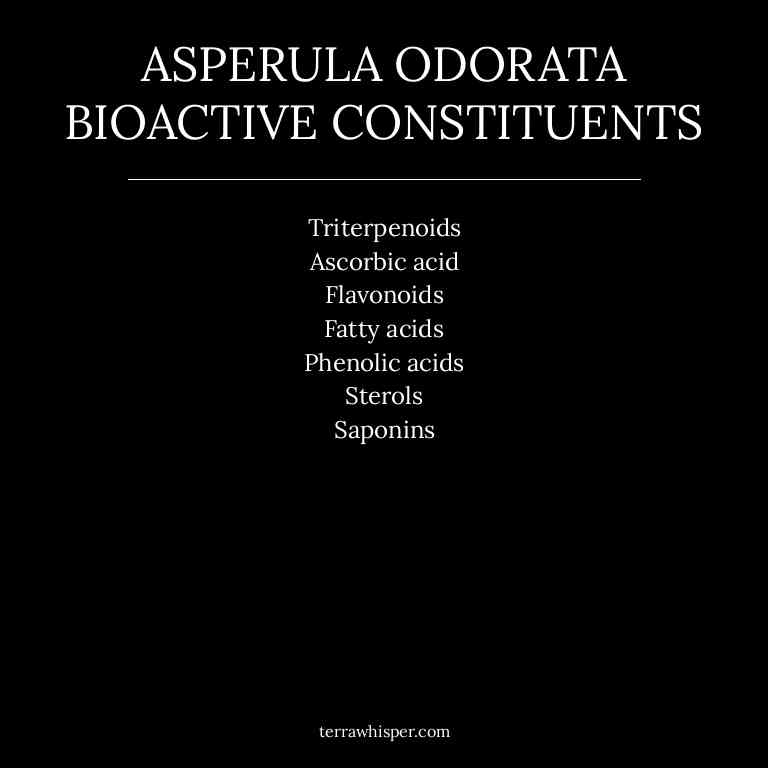 ASPERULA ODORATA
BIOACTIVE CONSTITUENTS
Triterpenoids
Ascorbic acid
Flavonoids
Fatty acids
Phenolic acids
Sterols
Saponins
terrawhisper.com